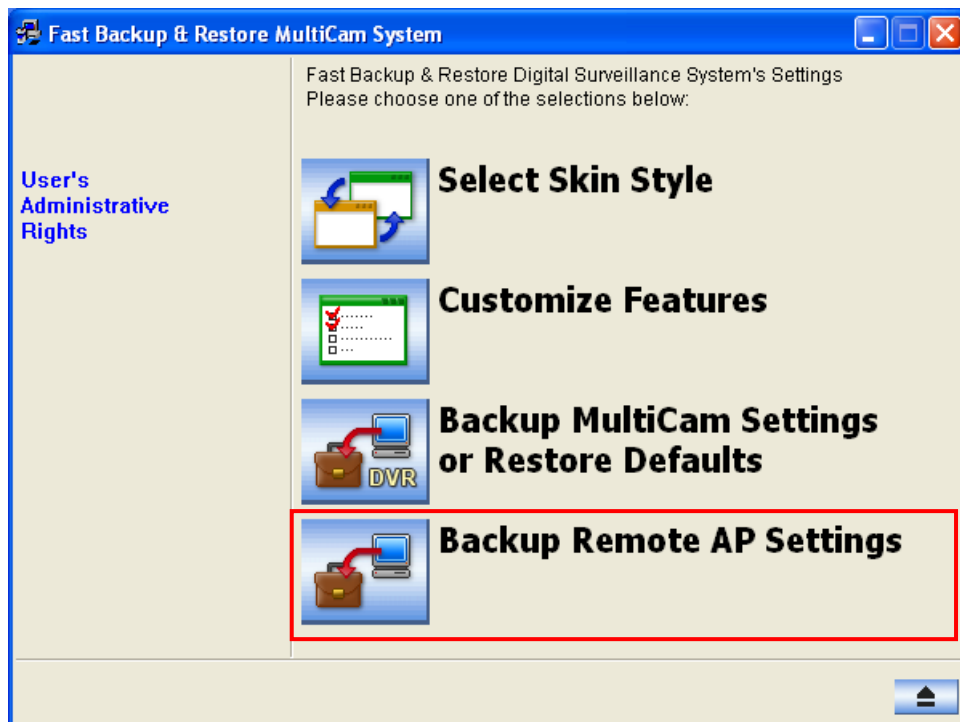 Fast Backup & Restore MultiCam System
Fast Backup & Restore Digital Surveillance System's Settings
Please choose one of the selections below:
User's
Administrative
Rights
Select Skin Style
Customize Features
Backup MultiCam Settings
or Restore Defaults
DVR
Backup Remote AP Settings